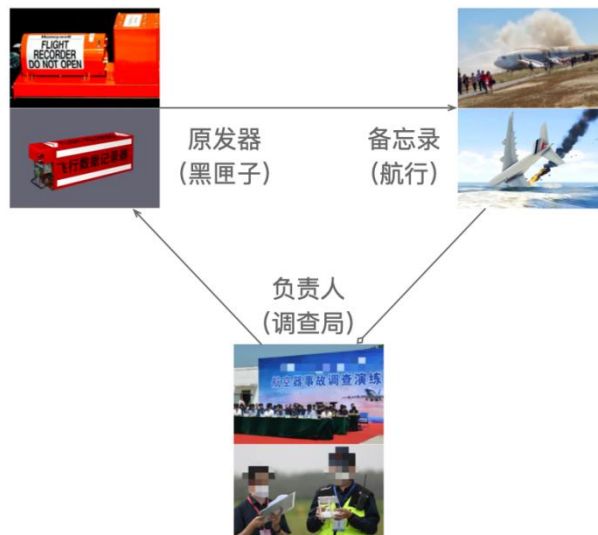 Honeywell
FLIGHT
RECORDER
DO NOT OPEN
飞行数据记录器
原发器
(黑匣子)
备忘录
(航行)
负责人
(调查局)
航空器事故调查演练